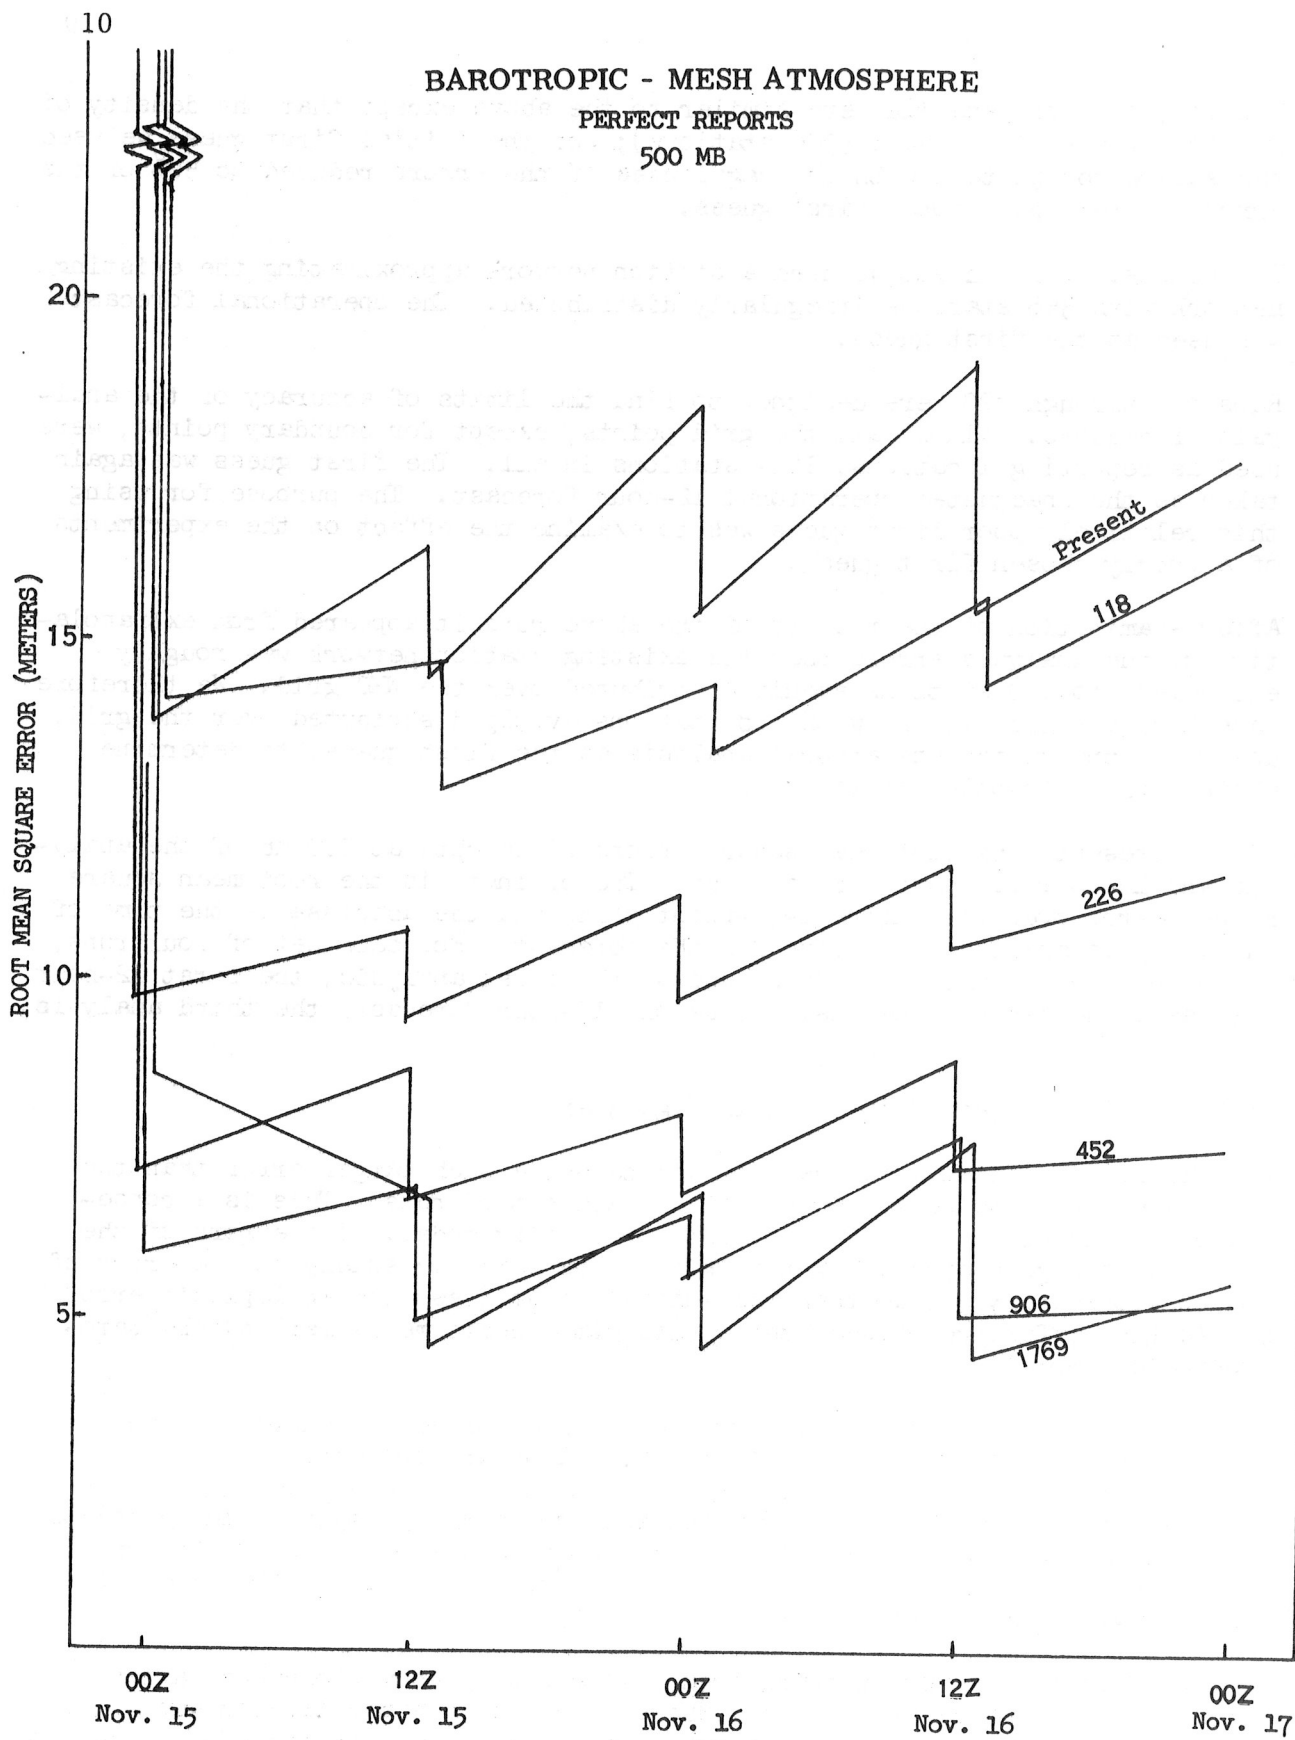 10
BAROTROPIC - MESH ATMOSPHERE
PERFECT REPORTS
500 MB
20
15
10
5
ROOT MEAN SQUARE ERROR (METERS)
Present
118
226
452
906
1769
00Z
Nov. 15
12Z
Nov. 15
00Z
Nov. 16
12Z
Nov. 16
00Z
Nov. 17